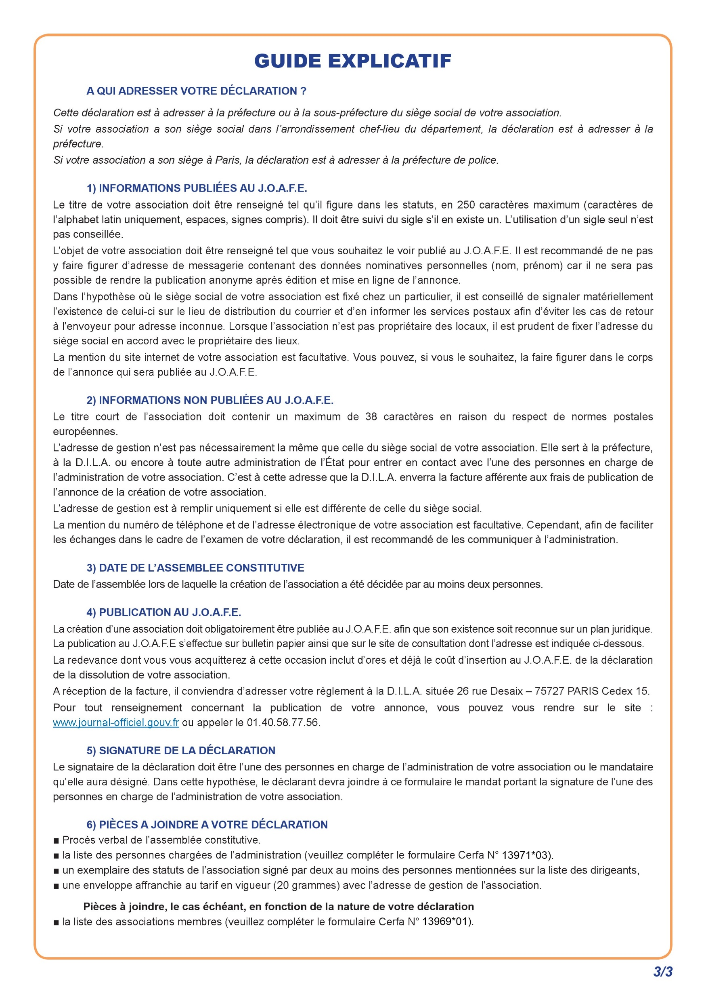 GUIDE EXPLICATIF
A QUI ADRESSER VOTRE DÉCLARATION ?
Cette déclaration est à adresser à la préfecture ou à la sous-préfecture du siège social de votre association.
Si votre association a son siège social dans l’arrondissement chef-lieu du département, la déclaration est à adresser à la
préfecture.
Si votre association a son siège à Paris, la déclaration est à adresser à la préfecture de police.
1) INFORMATIONS PUBLIÉES AU J.O.A.F.E.
Le titre de votre association doit être renseigné tel qu’il figure dans les statuts, en 250 caractères maximum (caractères de
l’alphabet latin uniquement, espaces, signes compris). Il doit être suivi du sigle s’il en existe un. L’utilisation d’un sigle seul n’est
pas conseillée.
L’objet de votre association doit être renseigné tel que vous souhaitez le voir publié au J.O.A.F.E. Il est recommandé de ne pas
y faire figurer d’adresse de messagerie contenant des données nominatives personnelles (nom, prénom) car il ne sera pas
possible de rendre la publication anonyme après édition et mise en ligne de l’annonce.
Dans l’hypothèse où le siège social de votre association est fixé chez un particulier, il est conseillé de signaler matériellement
l’existence de celui-ci sur le lieu de distribution du courrier et d’en informer les services postaux afin d’éviter les cas de retour
à l’envoyeur pour adresse inconnue. Lorsque l’association n’est pas propriétaire des locaux, il est prudent de fixer l’adresse du
siège social en accord avec le propriétaire des lieux.
La mention du site internet de votre association est facultative. Vous pouvez, si vous le souhaitez, la faire figurer dans le corps
de l’annonce qui sera publiée au J.O.A.F.E.
2) INFORMATIONS NON PUBLIÉES AU J.O.A.F.E.
Le titre court de l’association doit contenir un maximum de 38 caractères en raison du respect de normes postales
européennes.
L’adresse de gestion n’est pas nécessairement la même que celle du siège social de votre association. Elle sert à la préfecture,
à la D.I.L.A. ou encore à toute autre administration de l’État pour entrer en contact avec l’une des personnes en charge de
l’administration de votre association. C’est à cette adresse que la D.I.L.A. enverra la facture afférente aux frais de publication de
l’annonce de la création de votre association.
L’adresse de gestion est à remplir uniquement si elle est différente de celle du siège social.
La mention du numéro de téléphone et de l’adresse électronique de votre association est facultative. Cependant, afin de faciliter
les échanges dans le cadre de l’examen de votre déclaration, il est recommandé de les communiquer à l’administration.
3) DATE DE L’ASSEMBLEE CONSTITUTIVE
Date de l’assemblée lors de laquelle la création de l’association a été décidée par au moins deux personnes.
4) PUBLICATION AU J.O.A.F.E.
La création d’une association doit obligatoirement être publiée au J.O.A.F.E. afin que son existence soit reconnue sur un plan juridique.
La publication au J.O.A.F.E s’effectue sur bulletin papier ainsi que sur le site de consultation dont l’adresse est indiquée ci-dessous.
La redevance dont vous vous acquitterez à cette occasion inclut d’ores et déjà le coût d’insertion au J.O.A.F.E. de la déclaration
de la dissolution de votre association.
A réception de la facture, il conviendra d’adresser votre règlement à la D.I.L.A. située 26 rue Desaix – 75727 PARIS Cedex 15.
Pour tout renseignement concernant la publication de votre annonce, vous pouvez vous rendre sur le site :
www.journal-officiel.gouv.fr ou appeler le 01.40.58.77.56.
5) SIGNATURE DE LA DÉCLARATION
Le signataire de la déclaration doit être l’une des personnes en charge de l’administration de votre association ou le mandataire
qu’elle aura désigné. Dans cette hypothèse, le déclarant devra joindre à ce formulaire le mandat portant la signature de l’une des
personnes en charge de l’administration de votre association.
6) PIÈCES A JOINDRE A VOTRE DÉCLARATION
■ Procès verbal de l’assemblée constitutive.
■ la liste des personnes chargées de l’administration (veuillez compléter le formulaire Cerfa N° 13971*03).
■ un exemplaire des statuts de l’association signé par deux au moins des personnes mentionnées sur la liste des dirigeants,
■ une enveloppe affranchie au tarif en vigueur (20 grammes) avec l’adresse de gestion de l’association.
Pièces à joindre, le cas échéant, en fonction de la nature de votre déclaration
■ la liste des associations membres (veuillez compléter le formulaire Cerfa N° 13969*01).
3/3